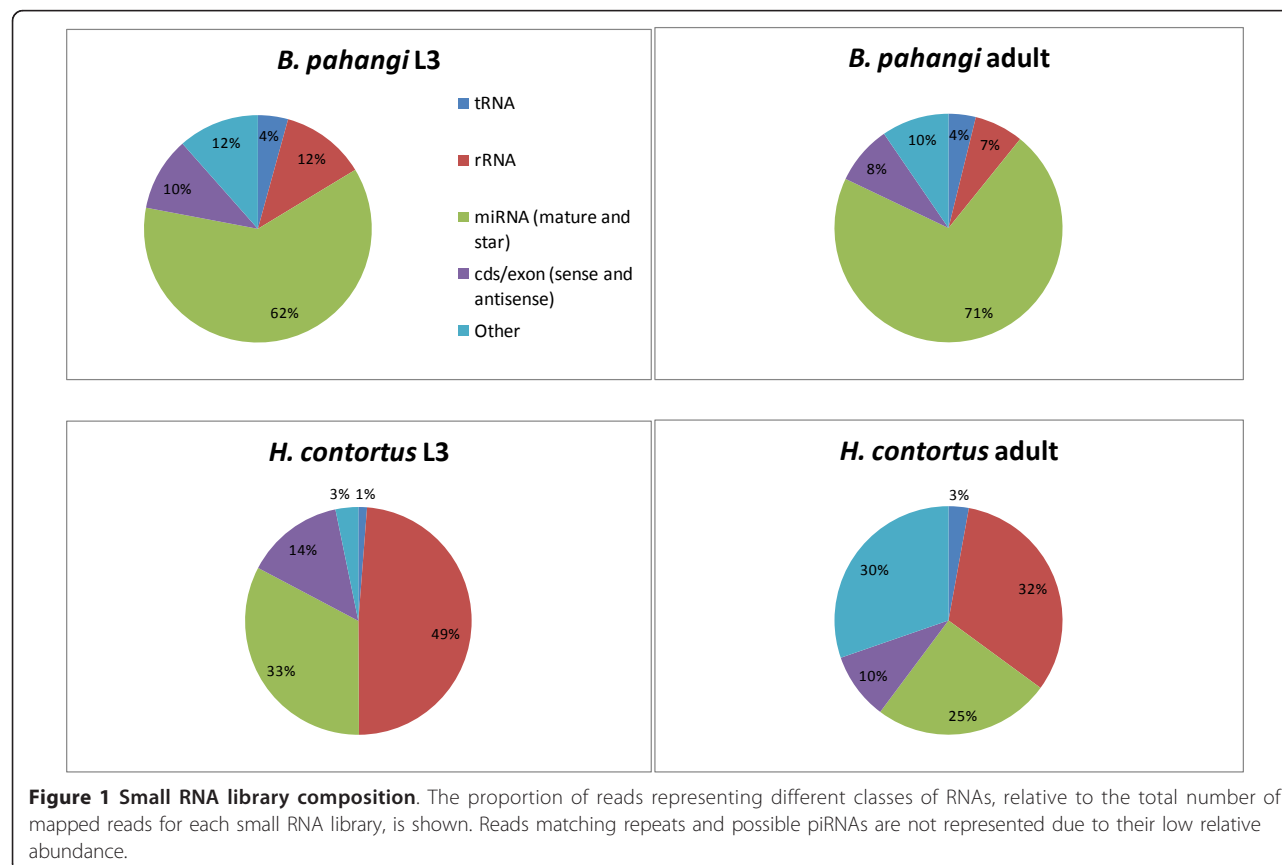 B. pahangi L3
4%
12%
62%
10%
12%
tRNA
rRNA
miRNA (mature and
star)
cds/exon (sense and
antisense)
Other
B. pahangi adult
4%
7%
71%
8%
10%
H. contortus L3
3% 1%
49%
33%
14%
H. contortus adult
3%
32%
25%
10%
30%
Figure 1 Small RNA library composition. The proportion of reads representing different classes of RNAs, relative to the total number of
mapped reads for each small RNA library, is shown. Reads matching repeats and possible piRNAs are not represented due to their low relative
abundance.